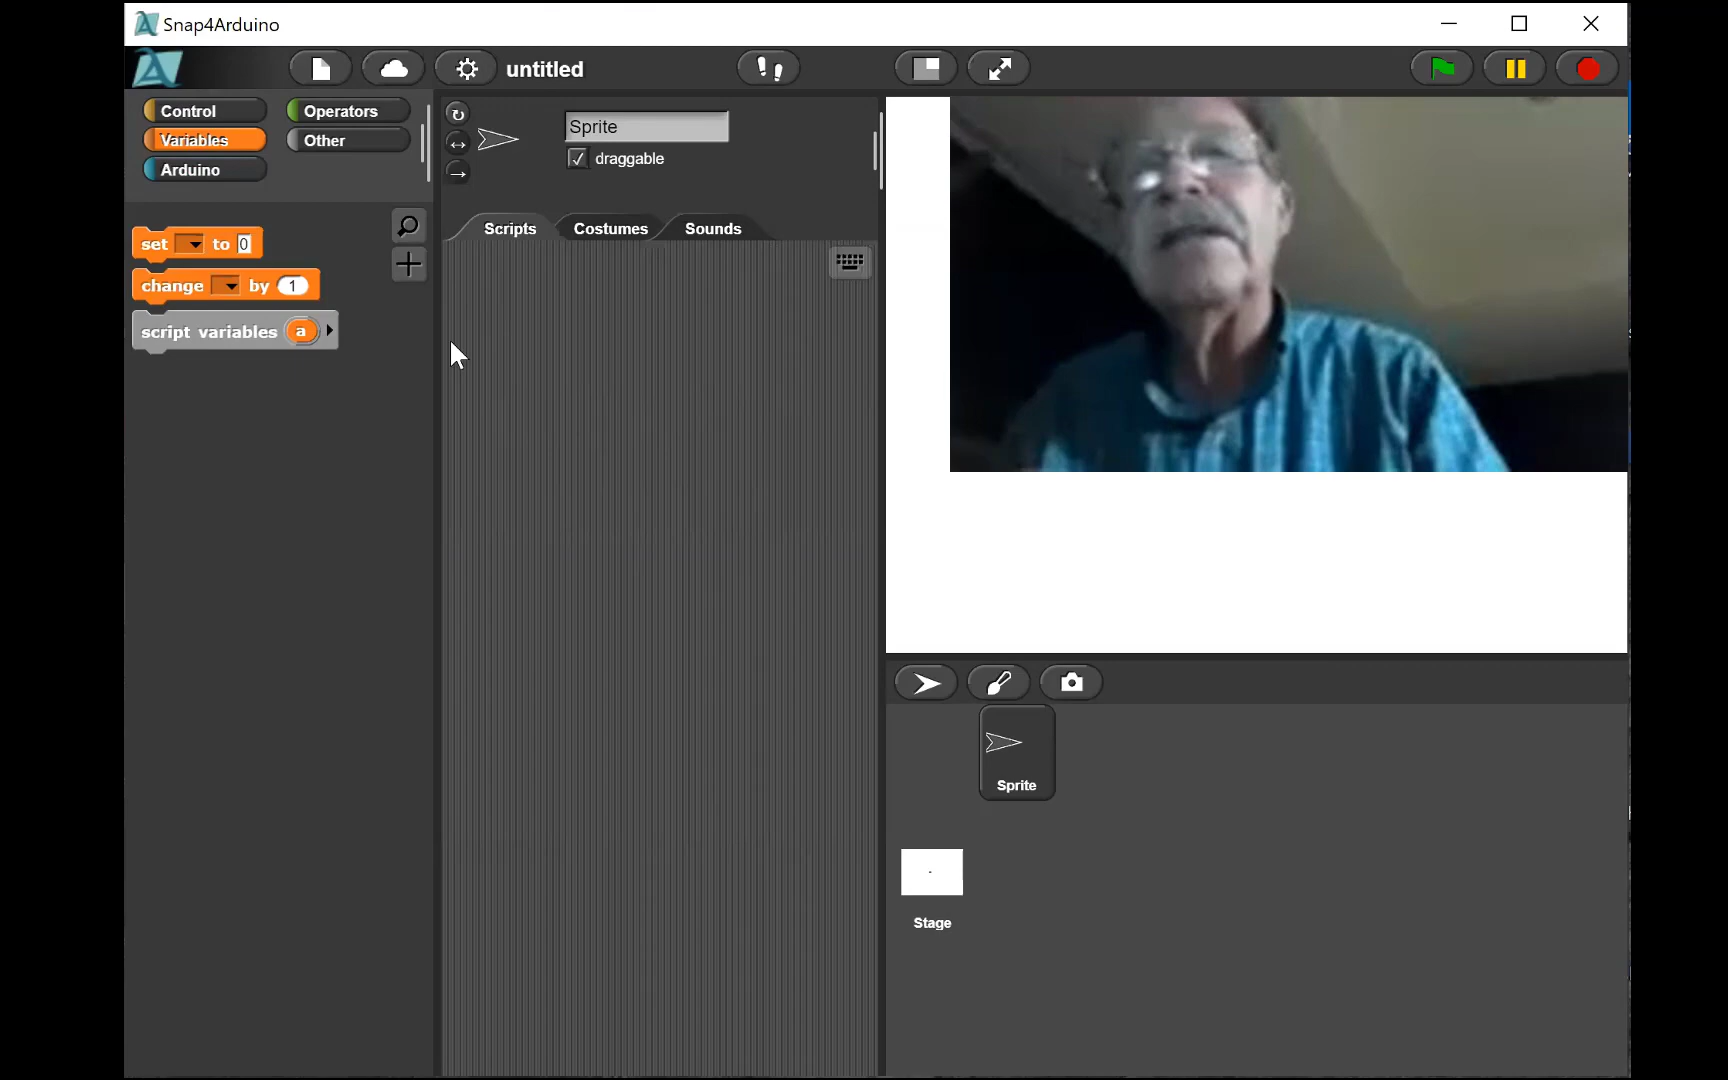 Snap4Arduino
untitled
Control
Operators
Variables
Other
Arduino
Sprite
draggable
Scripts
Costumes
Sounds
set to 0
change by 1
script variables a
Sprite
Stage